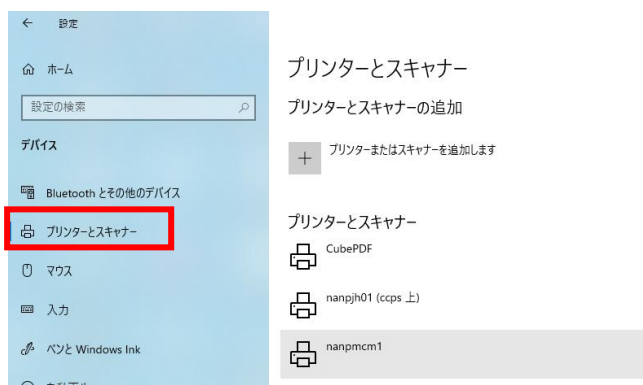 設定
ホーム
設定の検索
デバイス
Bluetooth とその他のデバイス
プリンターとスキャナー
マウス
入力
ペンと Windows Ink
プリンターとスキャナー
プリンターとスキャナーの追加
プリンターまたはスキャナーを追加します
プリンターとスキャナー
CubePDF
nanpjh01 (ccps 上)
nanpmcm1